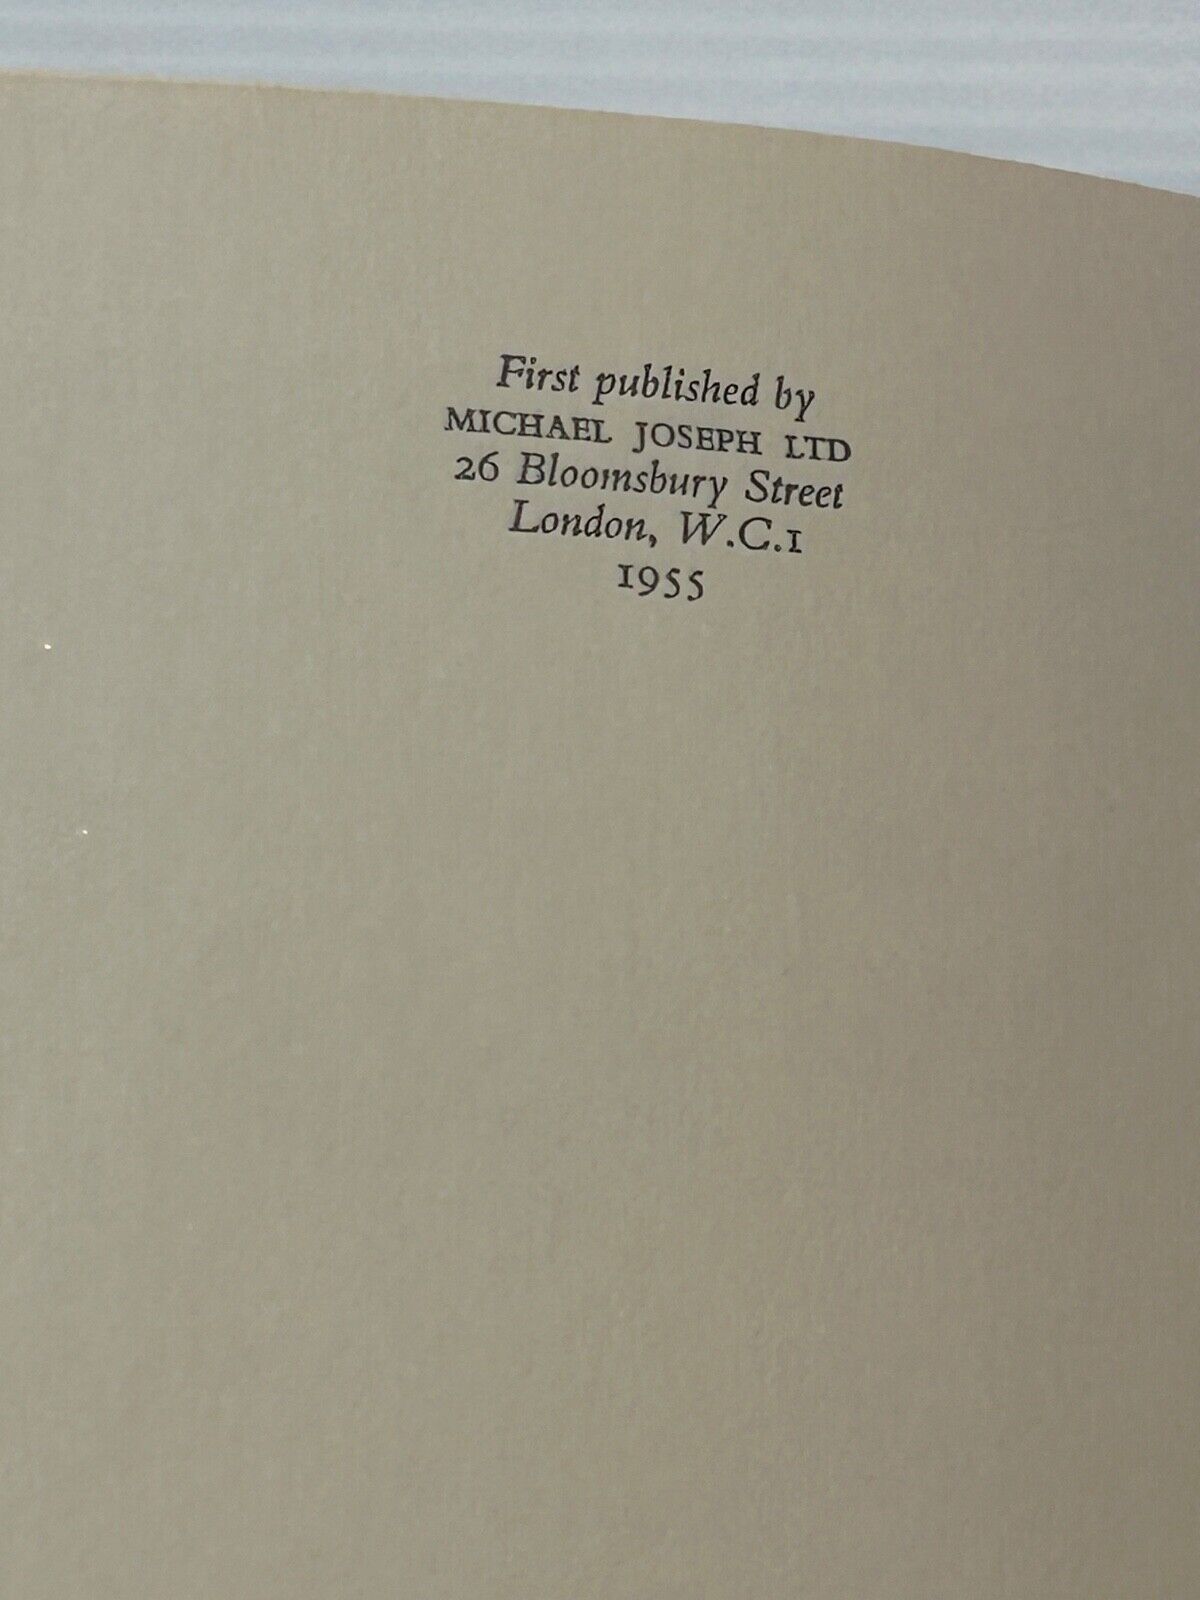 First published by
MICHAEL JOSEPH LTD
26 Bloomsbury Street
London, W.C.1
1955